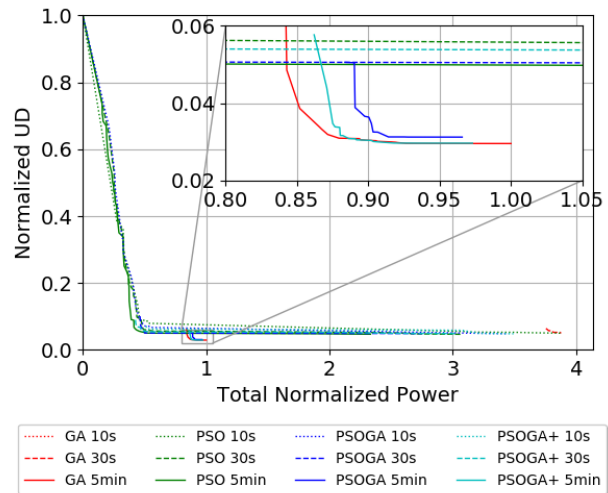 1.0
0.8
0.6
0.4
0.2
0.0
Normalized UD
0.06
0.04
0.02
0.80 0.85 0.90 0.95 1.00 1.05
0 1 2 3 4
Total Normalized Power
GA 10s PSO 10s PSOGA 10s PSOGA+ 10s
GA 30s PSO 30s PSOGA 30s PSOGA+ 30s
GA 5min PSO 5min PSOGA 5min PSOGA+ 5min